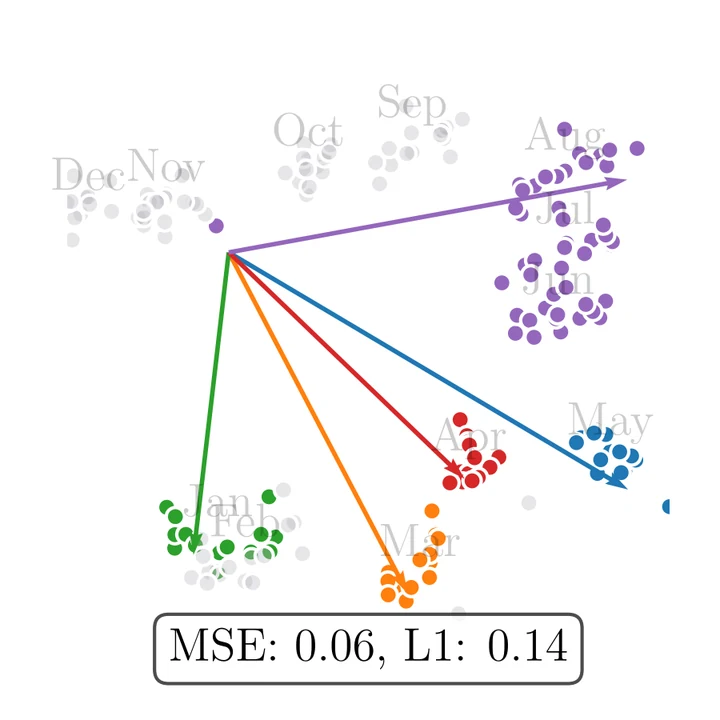 Sep
Oct
Aug
Dec
Nov
Jul
Jun
May
Apr
Jan
Feb
Mar
MSE: 0.06, L1: 0.14